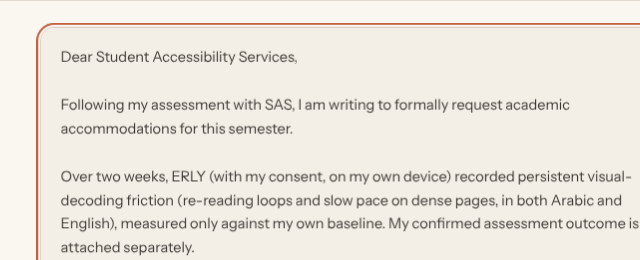 Dear Student Accessibility Services,
Following my assessment with SAS, I am writing to formally request academic
accommodations for this semester.
Over two weeks, ERLY (with my consent, on my own device) recorded persistent visual-
decoding friction (re-reading loops and slow pace on dense pages, in both Arabic and
English), measured only against my own baseline. My confirmed assessment outcome is
attached separately.